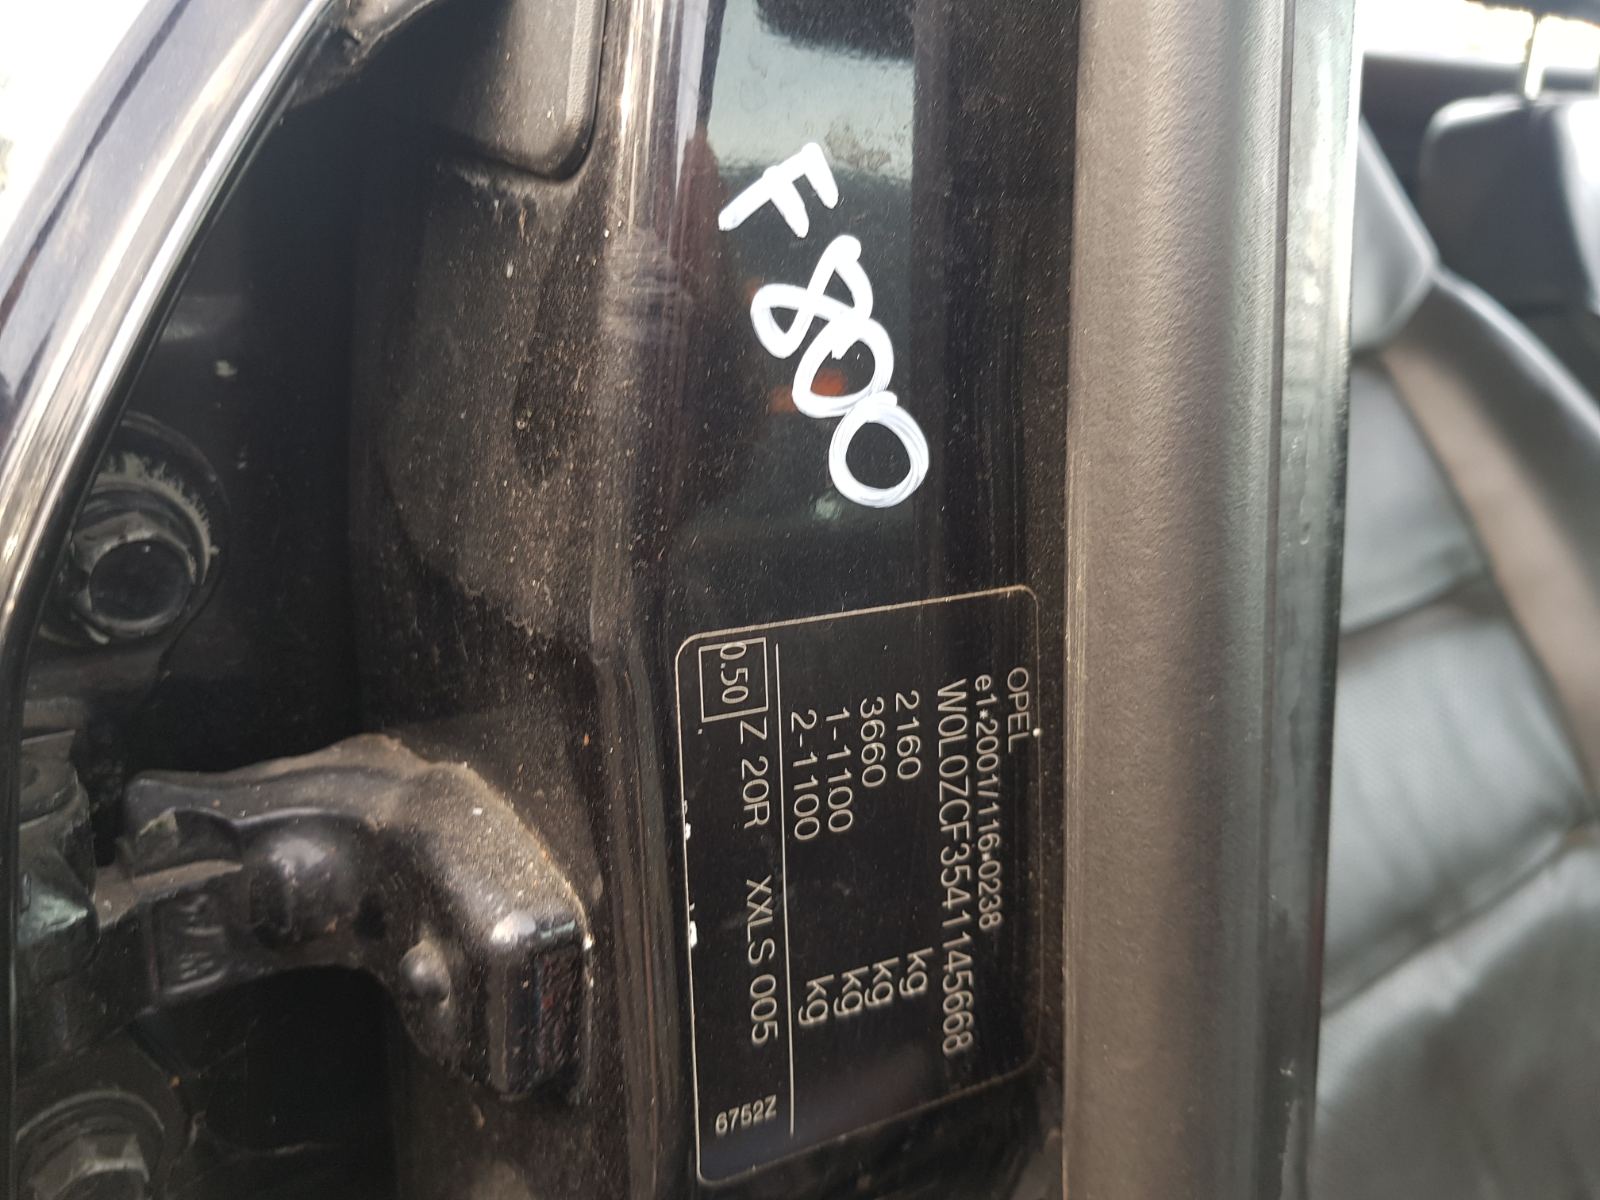 F800
OPEL
e1*2001/116*0238
W0L0ZCF3541145668
2160 kg
3660 kg
1-1100 kg
2-1100 kg
0.50 Z 20R XXLS 005 6752Z